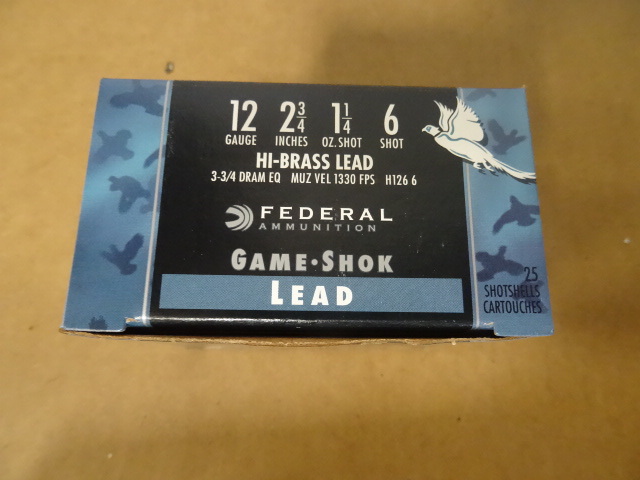 12 2 3/4 1 1/4 6
GAUGE INCHES OZ. SHOT SHOT
HI-BRASS LEAD
3-3/4 DRAM EQ MUZ VEL 1330 FPS H126 6
FEDERAL
AMMUNITION
GAME·SHOK
LEAD
25
SHOTSHELLS
CARTOUCHES